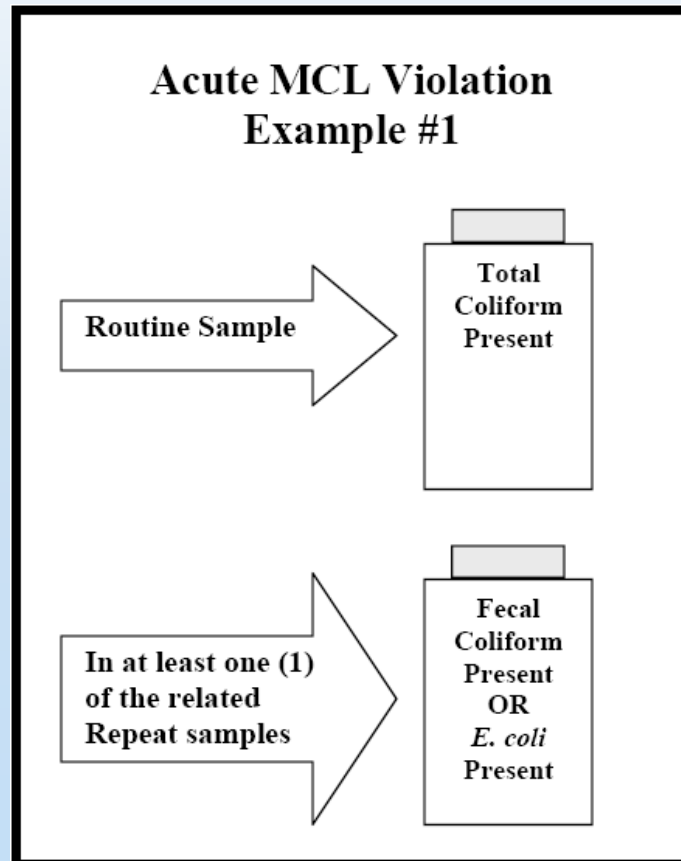 Acute MCL Violation
Example #1
Routine Sample
Total
Coliform
Present
In at least one (1)
of the related
Repeat samples
Fecal
Coliform
Present
OR
E. coli
Present